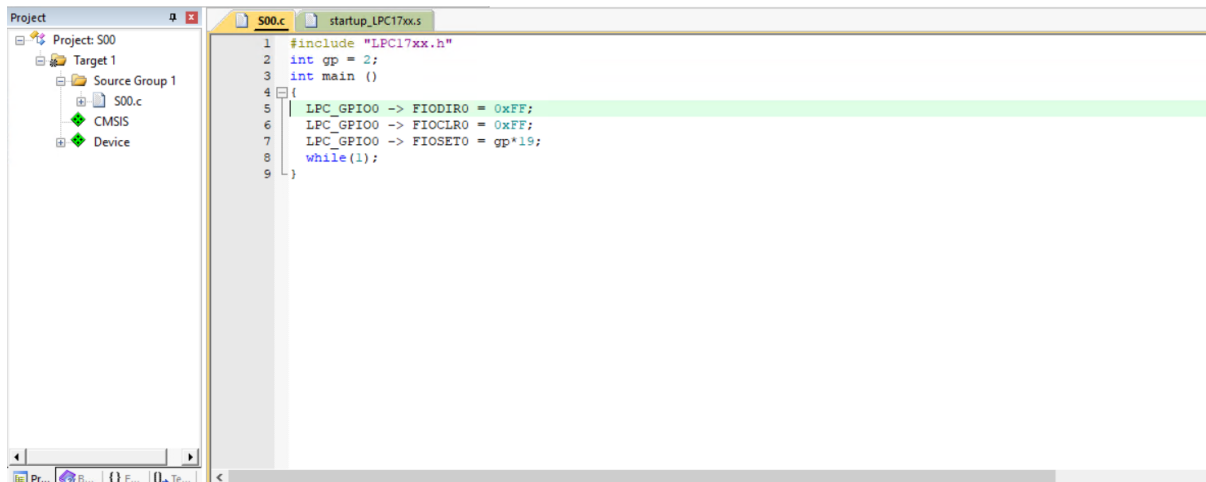 Project
Project: S00
Target 1
Source Group 1
S00.c
CMSIS
Device
Pr...
B...
{} F...
Te...
S00.c
startup_LPC17xx.s
1 #include "LPC17xx.h"
2 int gp = 2;
3 int main ()
4 {
5 LPC_GPIO0 -> FIODIR0 = 0xFF;
6 LPC_GPIO0 -> FIOCLR0 = 0xFF;
7 LPC_GPIO0 -> FIOSET0 = gp*19;
8 while(1);
9 }